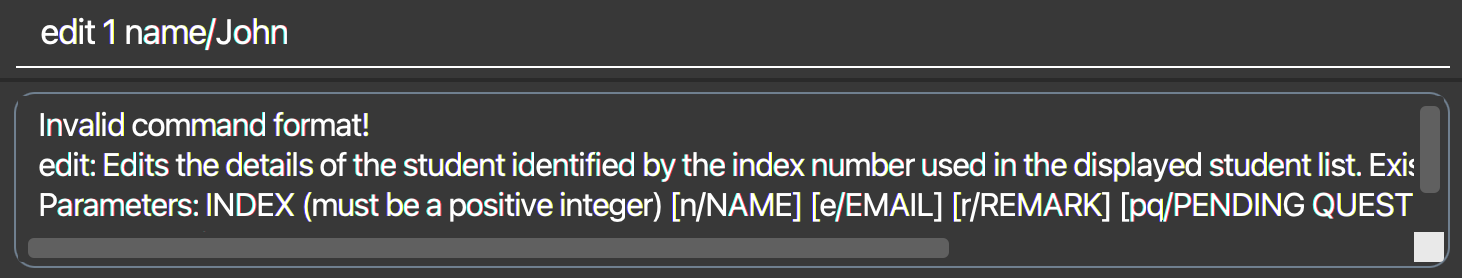 edit 1 name/John
Invalid command format!
edit: Edits the details of the student identified by the index number used in the displayed student list.
Parameters: INDEX (must be a positive integer) [n/NAME] [e/EMAIL] [r/REMARK] [pq/PENDING QUEST